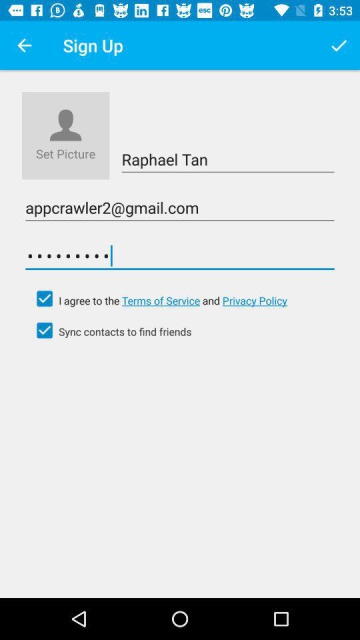 3:53
Sign Up
Set Picture
Raphael Tan
appcrawler2@gmail.com
•••••••••
I agree to the Terms of Service and Privacy Policy
Sync contacts to find friends